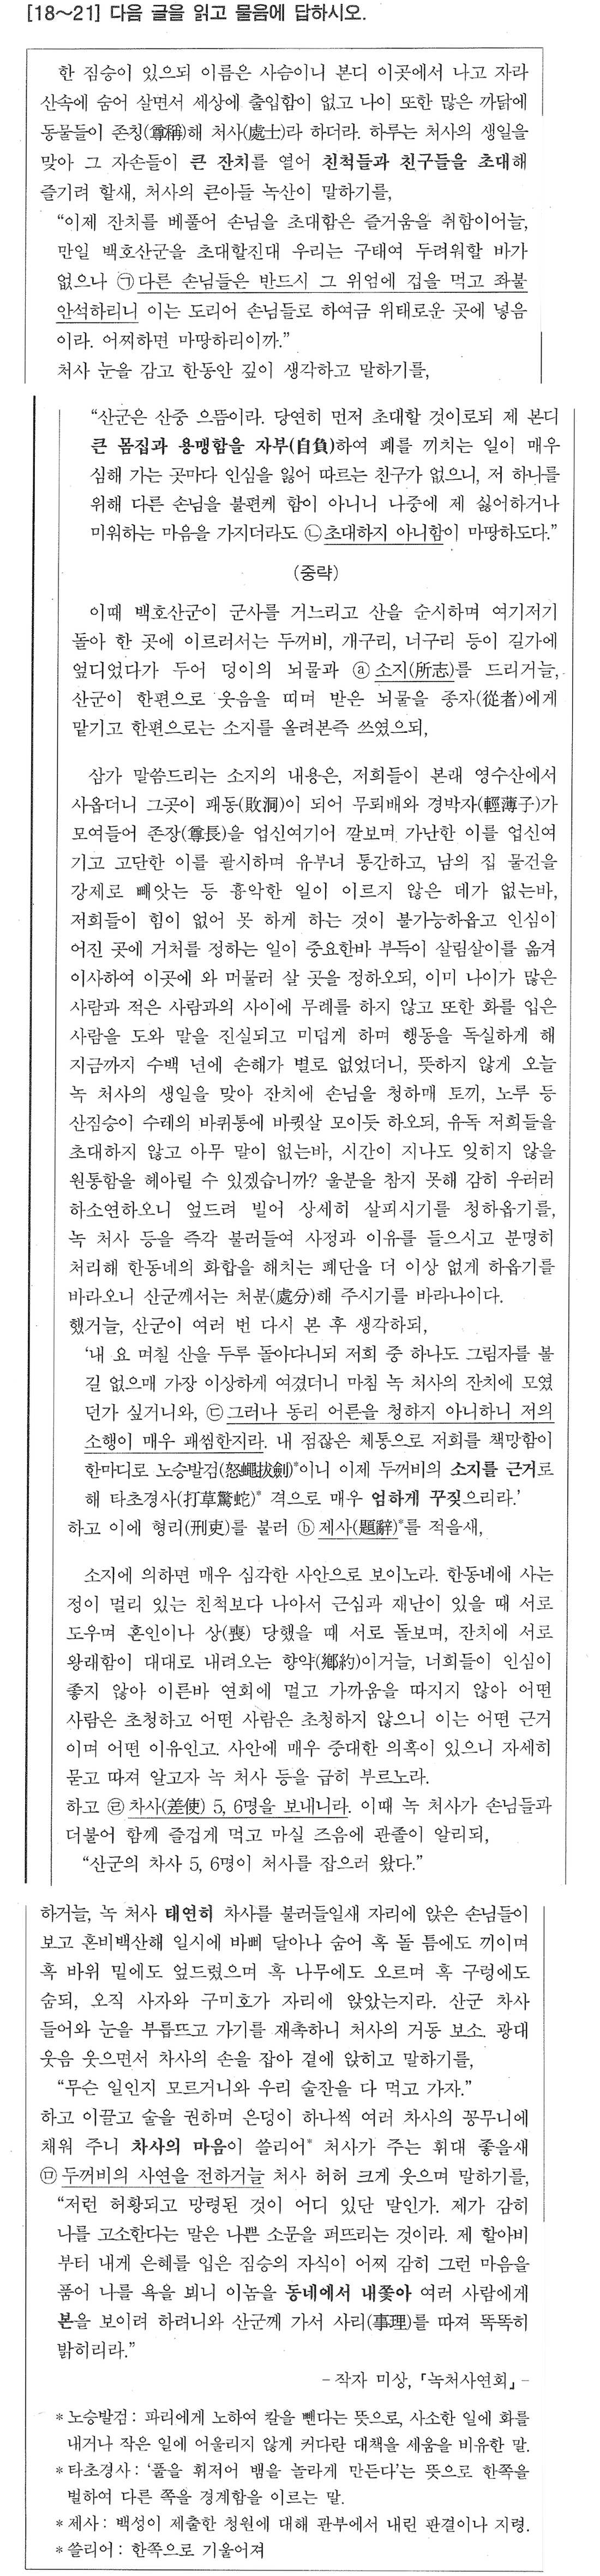 [18~21] 다음 글을 읽고 물음에 답하시오.
한 짐승이 있으되 이름은 사슴이니 본디 이곳에서 나고 자라
산속에 숨어 살면서 세상에 출입함이 없고 나이 또한 많은 까닭에
동물들이 존칭(尊稱)해 처사(處士)라 하더라. 하루는 처사의 생일을
맞아 그 자손들이 큰 잔치를 열어 친척들과 친구들을 초대해
즐기려 할새, 처사의 큰아들 녹산이 말하기를,
“이제 잔치를 베풀어 손님을 초대함은 즐거움을 취함이어늘,
만일 백호산군을 초대할진대 우리는 구태여 두려워할 바가
없으나 ㉠다른 손님들은 반드시 그 위엄에 겁을 먹고 좌불
안석하리니 이는 도리어 손님들로 하여금 위태로운 곳에 넣음
이라. 어찌하면 마땅하리이까.”
처사 눈을 감고 한동안 깊이 생각하고 말하기를,
“산군은 산중 으뜸이라. 당연히 먼저 초대할 것이로되 제 본디
큰 몸집과 용맹함을 자부(自負)하여 폐를 끼치는 일이 매우
심해 가는 곳마다 인심을 잃어 따르는 친구가 없으니, 저 하나를
위해 다른 손님을 불편케 함이 아니니 나중에 제 싫어하거나
미워하는 마음을 가지더라도 ㉡초대하지 아니함이 마땅하도다.”
(중략)
이때 백호산군이 군사를 거느리고 산을 순시하며 여기저기
돌아 한 곳에 이르러서는 두꺼비, 개구리, 너구리 등이 길가에
엎디었다가 두어 덩이의 뇌물과 ⓐ소지(所志)를 드리거늘,
산군이 한편으로 웃음을 띠며 받은 뇌물을 종자(從者)에게
맡기고 한편으로는 소지를 올려본즉 쓰였으되,
삼가 말씀드리는 소지의 내용은, 저희들이 본래 영수산에서
사옵더니 그곳이 패동(敗洞)이 되어 무뢰배와 경박자(輕薄子)가
모여들어 존장(尊長)을 업신여기어 깔보며 가난한 이를 업신여
기고 고단한 이를 괄시하며 유부녀 통간하고, 남의 집 물건을
강제로 빼앗는 등 흉악한 일이 이르지 않은 데가 없는바,
저희들이 힘이 없어 못 하게 하는 것이 불가능하옵고 인심이
어진 곳에 거처를 정하는 일이 중요한바 부득이 살림살이를 옮겨
이사하여 이곳에 와 머물러 살 곳을 정하오되, 이미 나이가 많은
사람과 적은 사람과의 사이에 무례를 하지 않고 또한 화를 입은
사람을 도와 말을 진실되고 미덥게 하며 행동을 독실하게 해
지금까지 수백 년에 손해가 별로 없었더니, 뜻하지 않게 오늘
녹 처사의 생일을 맞아 잔치에 손님을 청하매 토끼, 노루 등
산짐승이 수레의 바퀴통에 바큇살 모이듯 하오되, 유독 저희들을
초대하지 않고 아무 말이 없는바, 시간이 지나도 잊히지 않을
원통함을 헤아릴 수 있겠습니까? 울분을 참지 못해 감히 우러러
하소연하오니 엎드려 빌어 상세히 살피시기를 청하옵기를,
녹 처사 등을 즉각 불러들여 사정과 이유를 들으시고 분명히
처리해 한동네의 화합을 해치는 폐단을 더 이상 없게 하옵기를
바라오니 산군께서는 처분(處分)해 주시기를 바라나이다.
했거늘, 산군이 여러 번 다시 본 후 생각하되,
‘내 요 며칠 산을 두루 돌아다니되 저희 중 하나도 그림자를 볼
길 없으매 가장 이상하게 여겼더니 마침 녹 처사의 잔치에 모였
던가 싶거니와, ㉢그러나 동리 어른을 청하지 아니하니 저의
소행이 매우 괘씸한지라. 내 점잖은 체통으로 저희를 책망함이
한마디로 노승발검(怒蠅拔劍)*이니 이제 두꺼비의 소지를 근거로
해 타초경사(打草驚蛇)* 격으로 매우 엄하게 꾸짖으리라.’
하고 이에 형리(刑吏)를 불러 ⓑ제사(題辭)*를 적을새,
소지에 의하면 매우 심각한 사안으로 보이노라. 한동네에 사는
정이 멀리 있는 친척보다 나아서 근심과 재난이 있을 때 서로
도우며 혼인이나 상(喪) 당했을 때 서로 돌보며, 잔치에 서로
왕래함이 대대로 내려오는 향약(鄕約)이거늘, 너희들이 인심이
좋지 않아 이른바 연회에 멀고 가까움을 따지지 않아 어떤
사람은 초청하고 어떤 사람은 초청하지 않으니 이는 어떤 근거
이며 어떤 이유인고. 사안에 매우 중대한 의혹이 있으니 자세히
묻고 따져 알고자 녹 처사 등을 급히 부르노라.
하고 ㉣차사(差使) 5, 6명을 보내니라. 이때 녹 처사가 손님들과
더불어 함께 즐겁게 먹고 마실 즈음에 관졸이 알리되,
“산군의 차사 5, 6명이 처사를 잡으러 왔다.”
하거늘, 녹 처사 태연히 차사를 불러들일새 자리에 앉은 손님들이
보고 혼비백산해 일시에 바삐 달아나 숨어 혹 돌 틈에도 끼이며
혹 바위 밑에도 엎드렸으며 혹 나무에도 오르며 혹 구렁에도
숨되, 오직 사자와 구미호가 자리에 앉았는지라. 산군 차사
들어와 눈을 부릅뜨고 가기를 재촉하니 처사의 거동 보소. 광대
웃음 웃으면서 차사의 손을 잡아 곁에 앉히고 말하기를,
“무슨 일인지 모르거니와 우리 술잔을 다 먹고 가자.”
하고 이끌고 술을 권하며 은덩이 하나씩 여러 차사의 꽁무니에
채워 주니 차사의 마음이 쏠리어* 처사가 주는 휘대 좋을새
㉤두꺼비의 사연을 전하거늘 처사 허허 크게 웃으며 말하기를,
“저런 허황되고 망령된 것이 어디 있단 말인가. 제가 감히
나를 고소한다는 말은 나쁜 소문을 퍼뜨리는 것이라. 제 할아비
부터 내게 은혜를 입은 짐승의 자식이 어찌 감히 그런 마음을
품어 나를 욕을 뵈니 이놈을 동네에서 내쫓아 여러 사람에게
본을 보이려 하려니와 산군께 가서 사리(事理)를 따져 똑똑히
밝히리라.”
- 작자 미상, 「녹처사연회」 -
* 노승발검 : 파리에게 노하여 칼을 뺀다는 뜻으로, 사소한 일에 화를
내거나 작은 일에 어울리지 않게 커다란 대책을 세움을 비유한 말.
* 타초경사 : ‘풀을 휘저어 뱀을 놀라게 만든다’는 뜻으로 한쪽을
벌하여 다른 쪽을 경계함을 이르는 말.
* 제사 : 백성이 제출한 청원에 대해 관부에서 내린 판결이나 지령.
* 쏠리어 : 한쪽으로 기울어져